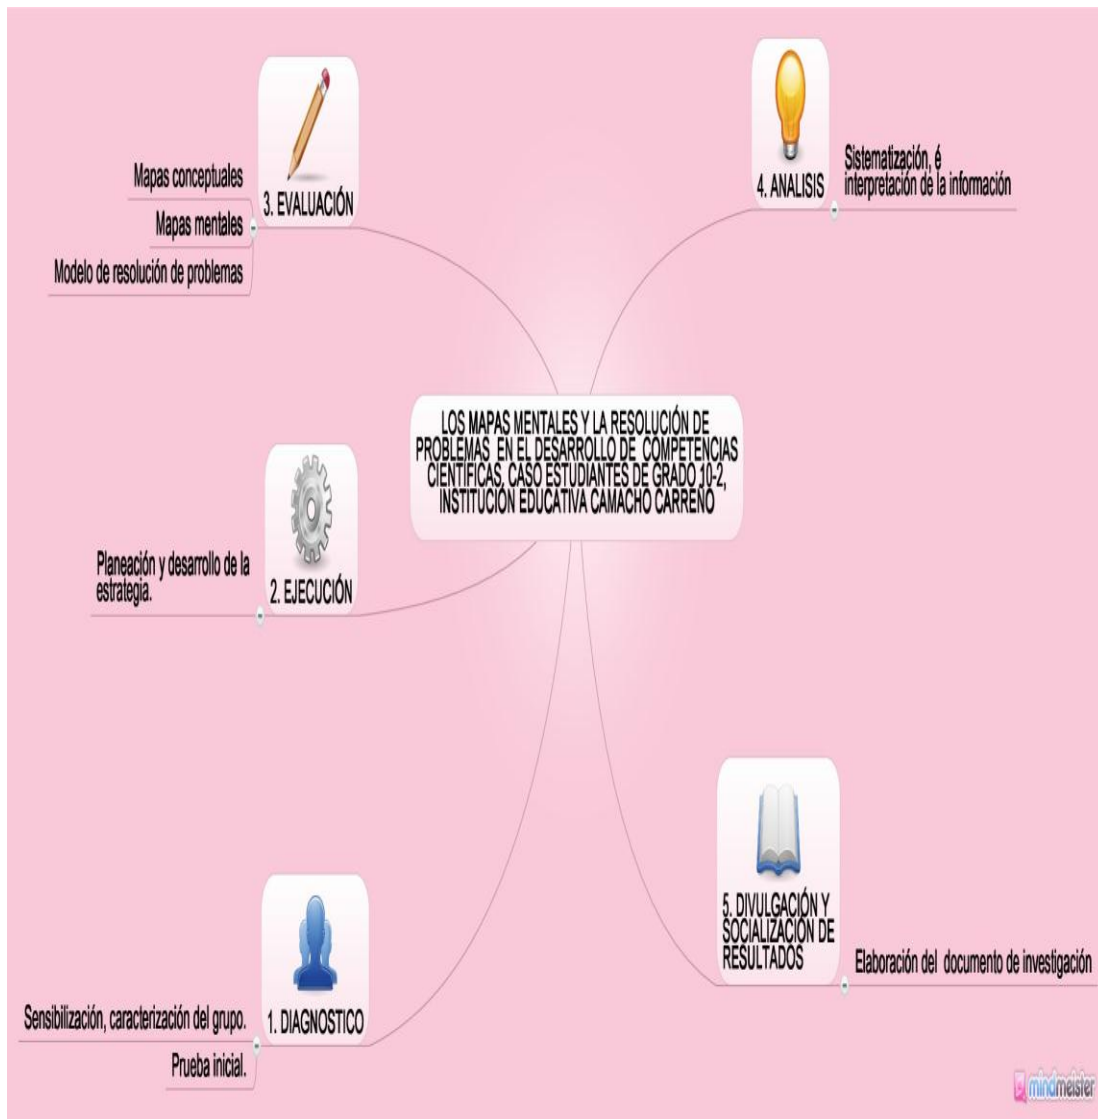 Mapas conceptuales
Mapas mentales
Modelo de resolución de problemas
3. EVALUACIÓN
4. ANALISIS
Sistematización, é
interpretación de la información
LOS MAPAS MENTALES Y LA RESOLUCIÓN DE
PROBLEMAS EN EL DESARROLLO DE COMPETENCIAS
CIENTIFICAS, CASO ESTUDIANTES DE GRADO 10-2,
INSTITUCIÓN EDUCATIVA CAMACHO CARREÑO
Planeación y desarrollo de la
estrategia.
2. EJECUCIÓN
5. DIVULGACIÓN Y
SOCIALIZACIÓN DE
RESULTADOS
Elaboración del documento de investigación
Sensibilización, caracterización del grupo.
Prueba inicial.
1. DIAGNOSTICO
mindmeister